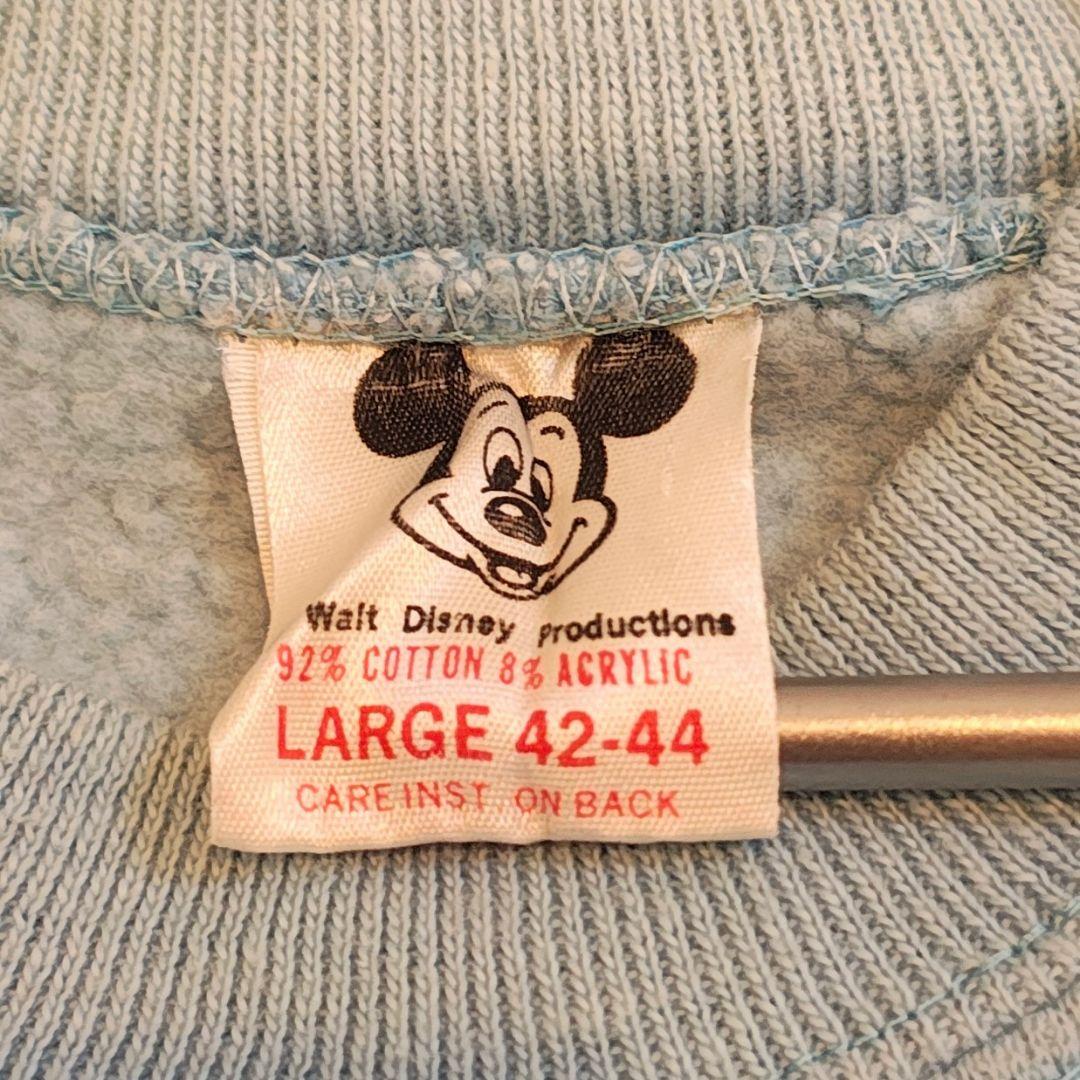 Walt Disney Productions
92% COTTON 8% ACRYLIC
LARGE 42-44
CARE INST. ON BACK